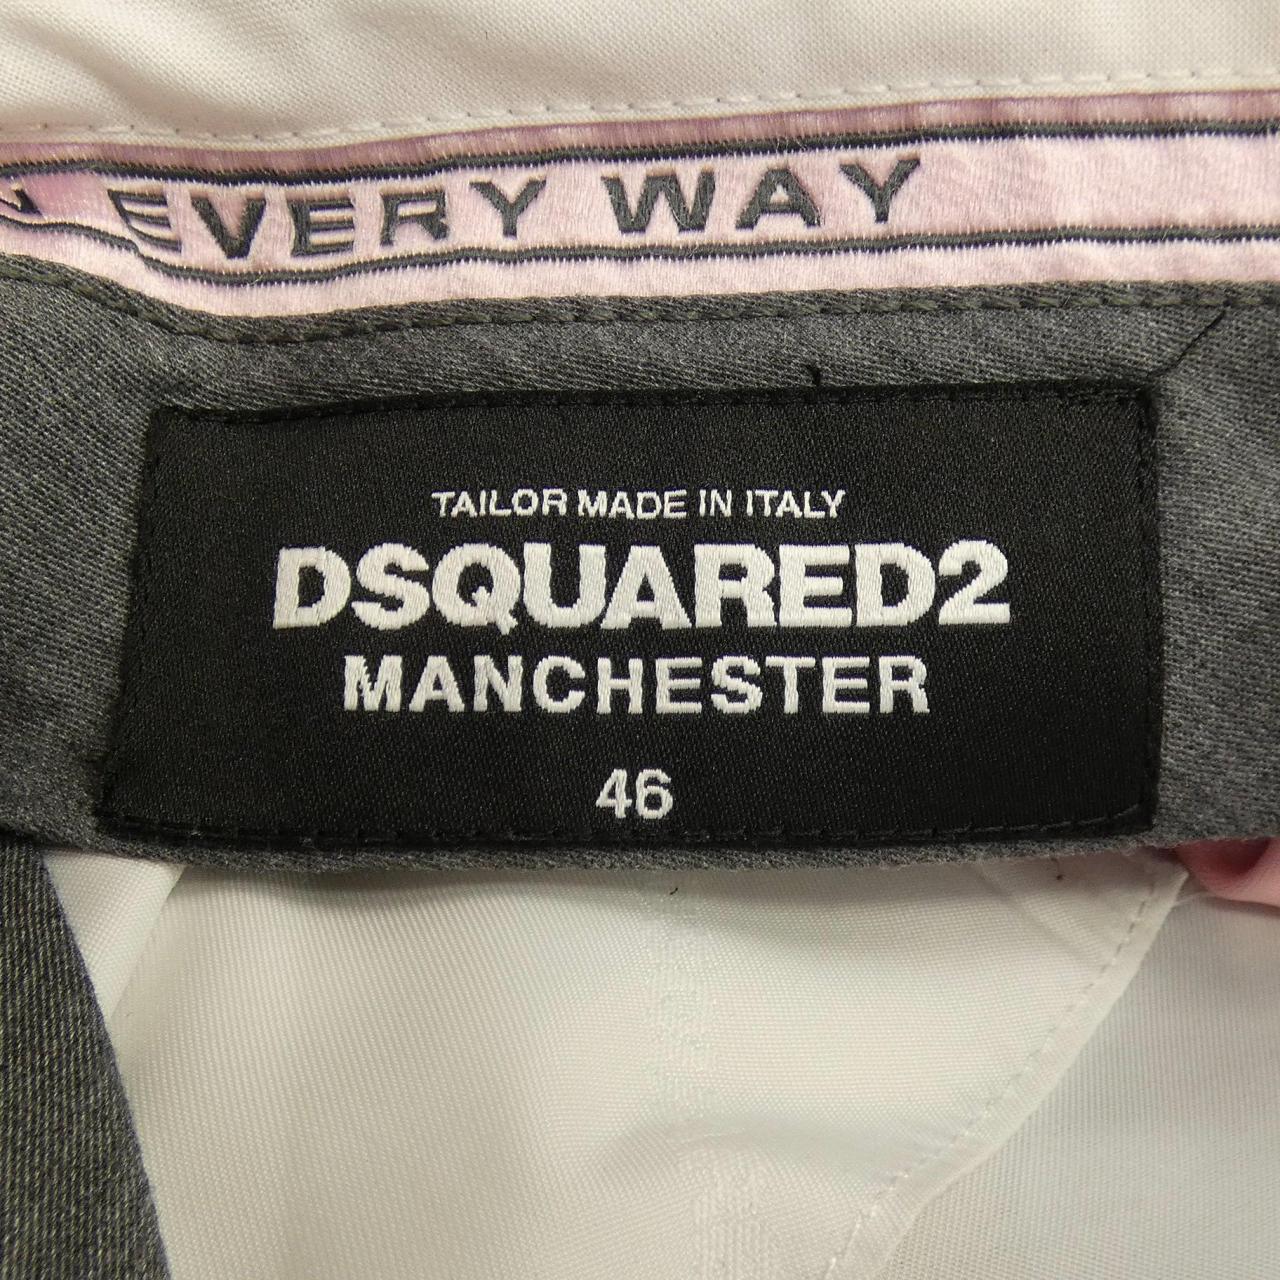 EVERY WAY
TAILOR MADE IN ITALY
DSQUARED2
MANCHESTER
46